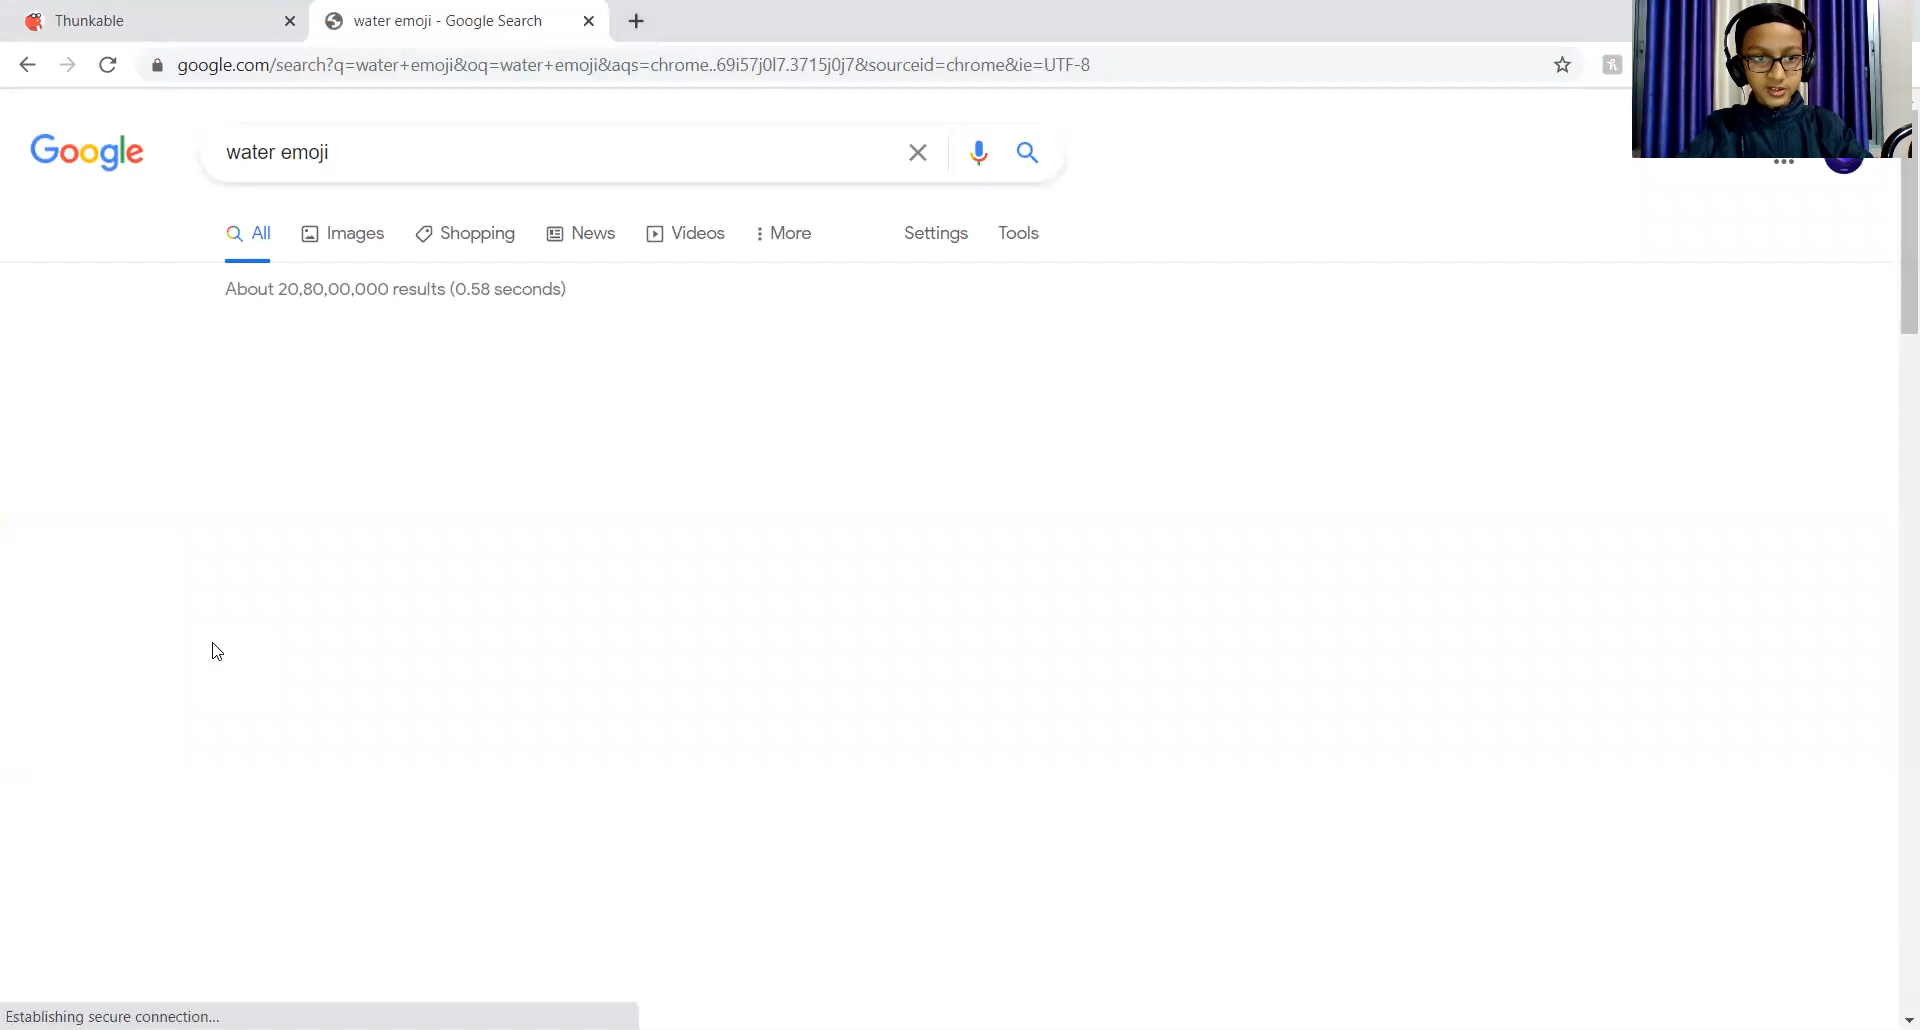 Thunkable
water emoji - Google Search
google.com/search?q=water+emoji&oq=water+emoji&aqs=chrome..69i57j0l7.3715j0j7&sourceid=chrome&ie=UTF-8
Google
water emoji
All
Images
Shopping
News
Videos
More
Settings
Tools
About 20,80,00,000 results (0.58 seconds)
Establishing secure connection...